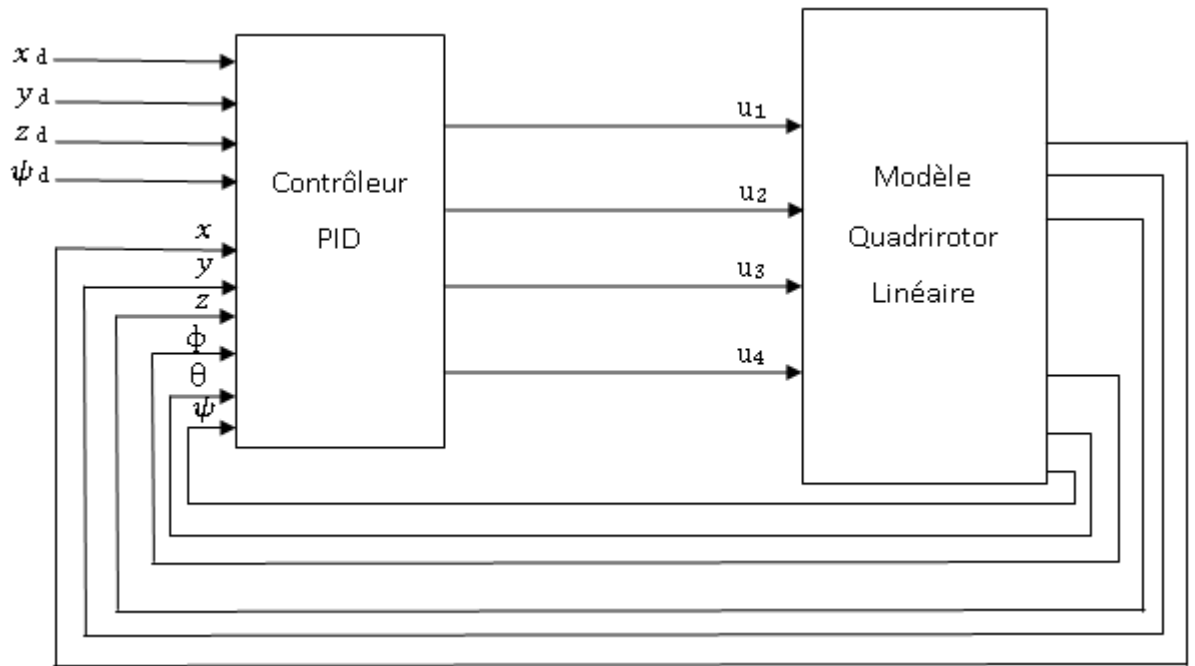 x d
y d
z d
ψ d
x
y
z
ϕ
θ
ψ
Contrôleur
PID
u1
u2
u3
u4
Modèle
Quadrirotor
Linéaire